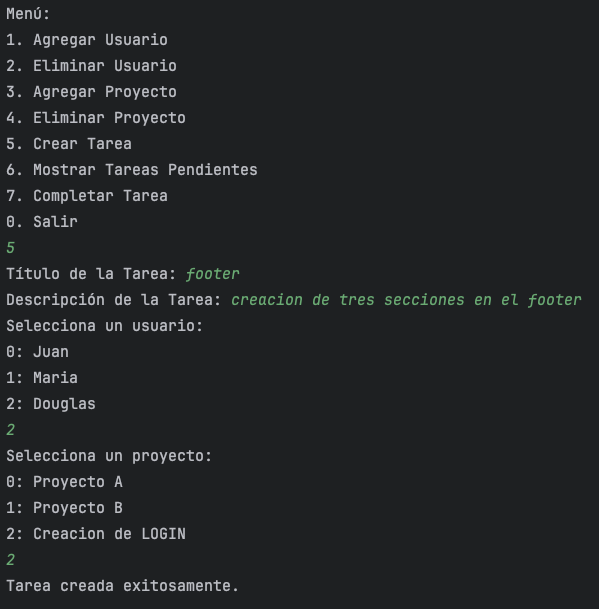 Menú:
1. Agregar Usuario
2. Eliminar Usuario
3. Agregar Proyecto
4. Eliminar Proyecto
5. Crear Tarea
6. Mostrar Tareas Pendientes
7. Completar Tarea
0. Salir
5
Título de la Tarea: footer
Descripción de la Tarea: creacion de tres secciones en el footer
Selecciona un usuario:
0: Juan
1: Maria
2: Douglas
2
Selecciona un proyecto:
0: Proyecto A
1: Proyecto B
2: Creacion de LOGIN
2
Tarea creada exitosamente.